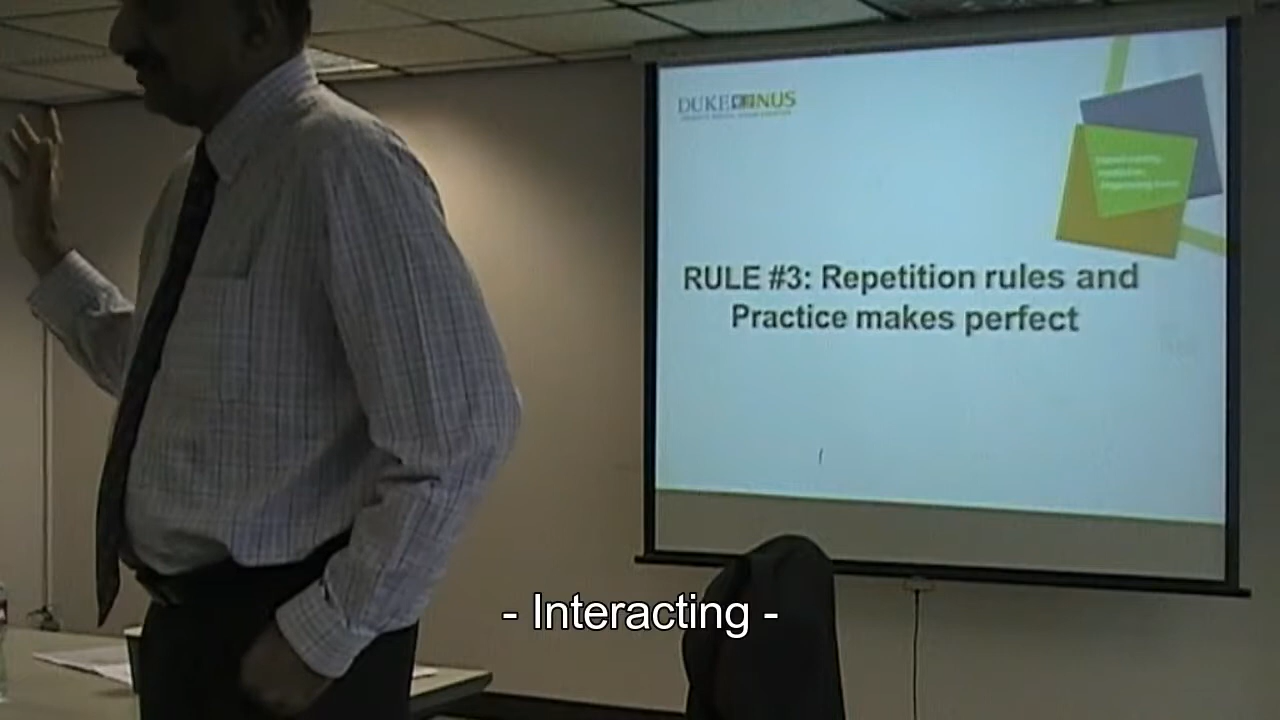 DUKE NUS
RULE #3: Repetition rules and
Practice makes perfect
- Interacting -